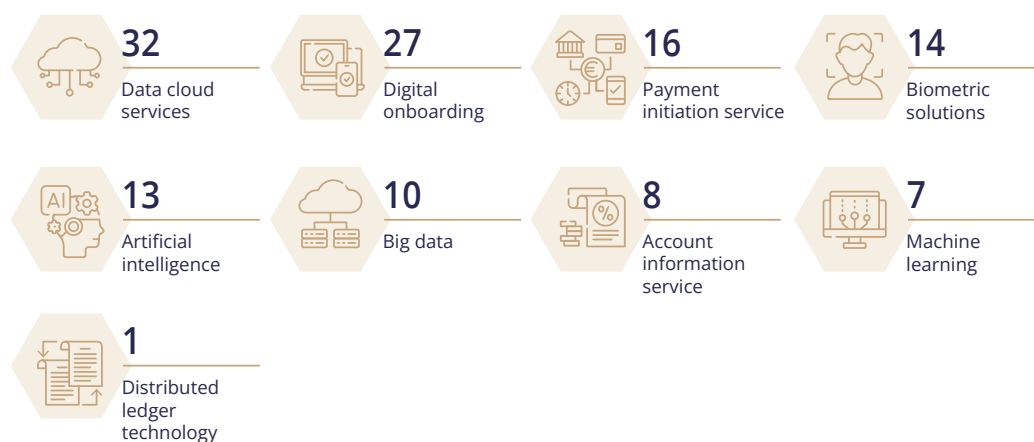 32
Data cloud
services
27
Digital
onboarding
16
Payment
initiation service
14
Biometric
solutions
AI
13
Artificial
intelligence
10
Big data
%
8
Account
information
service
7
Machine
learning
1
Distributed
ledger
technology